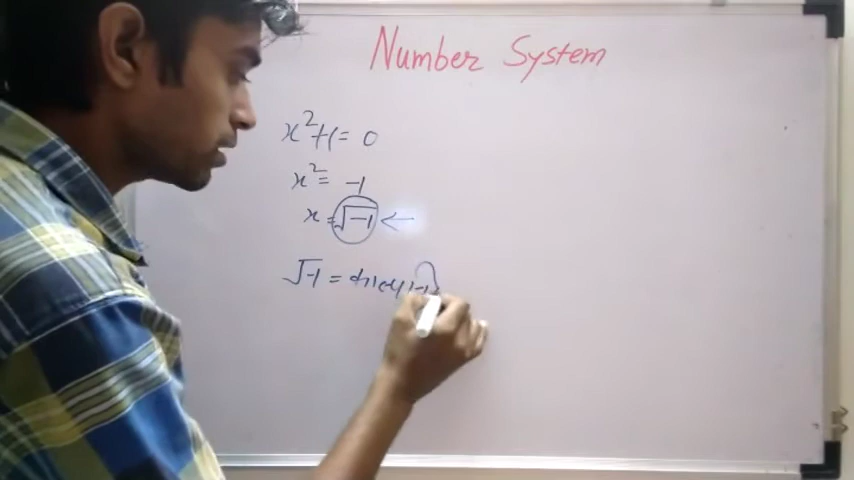 Number System
x²+1=0
x²= -1
x=√-1 ←
√-1 =